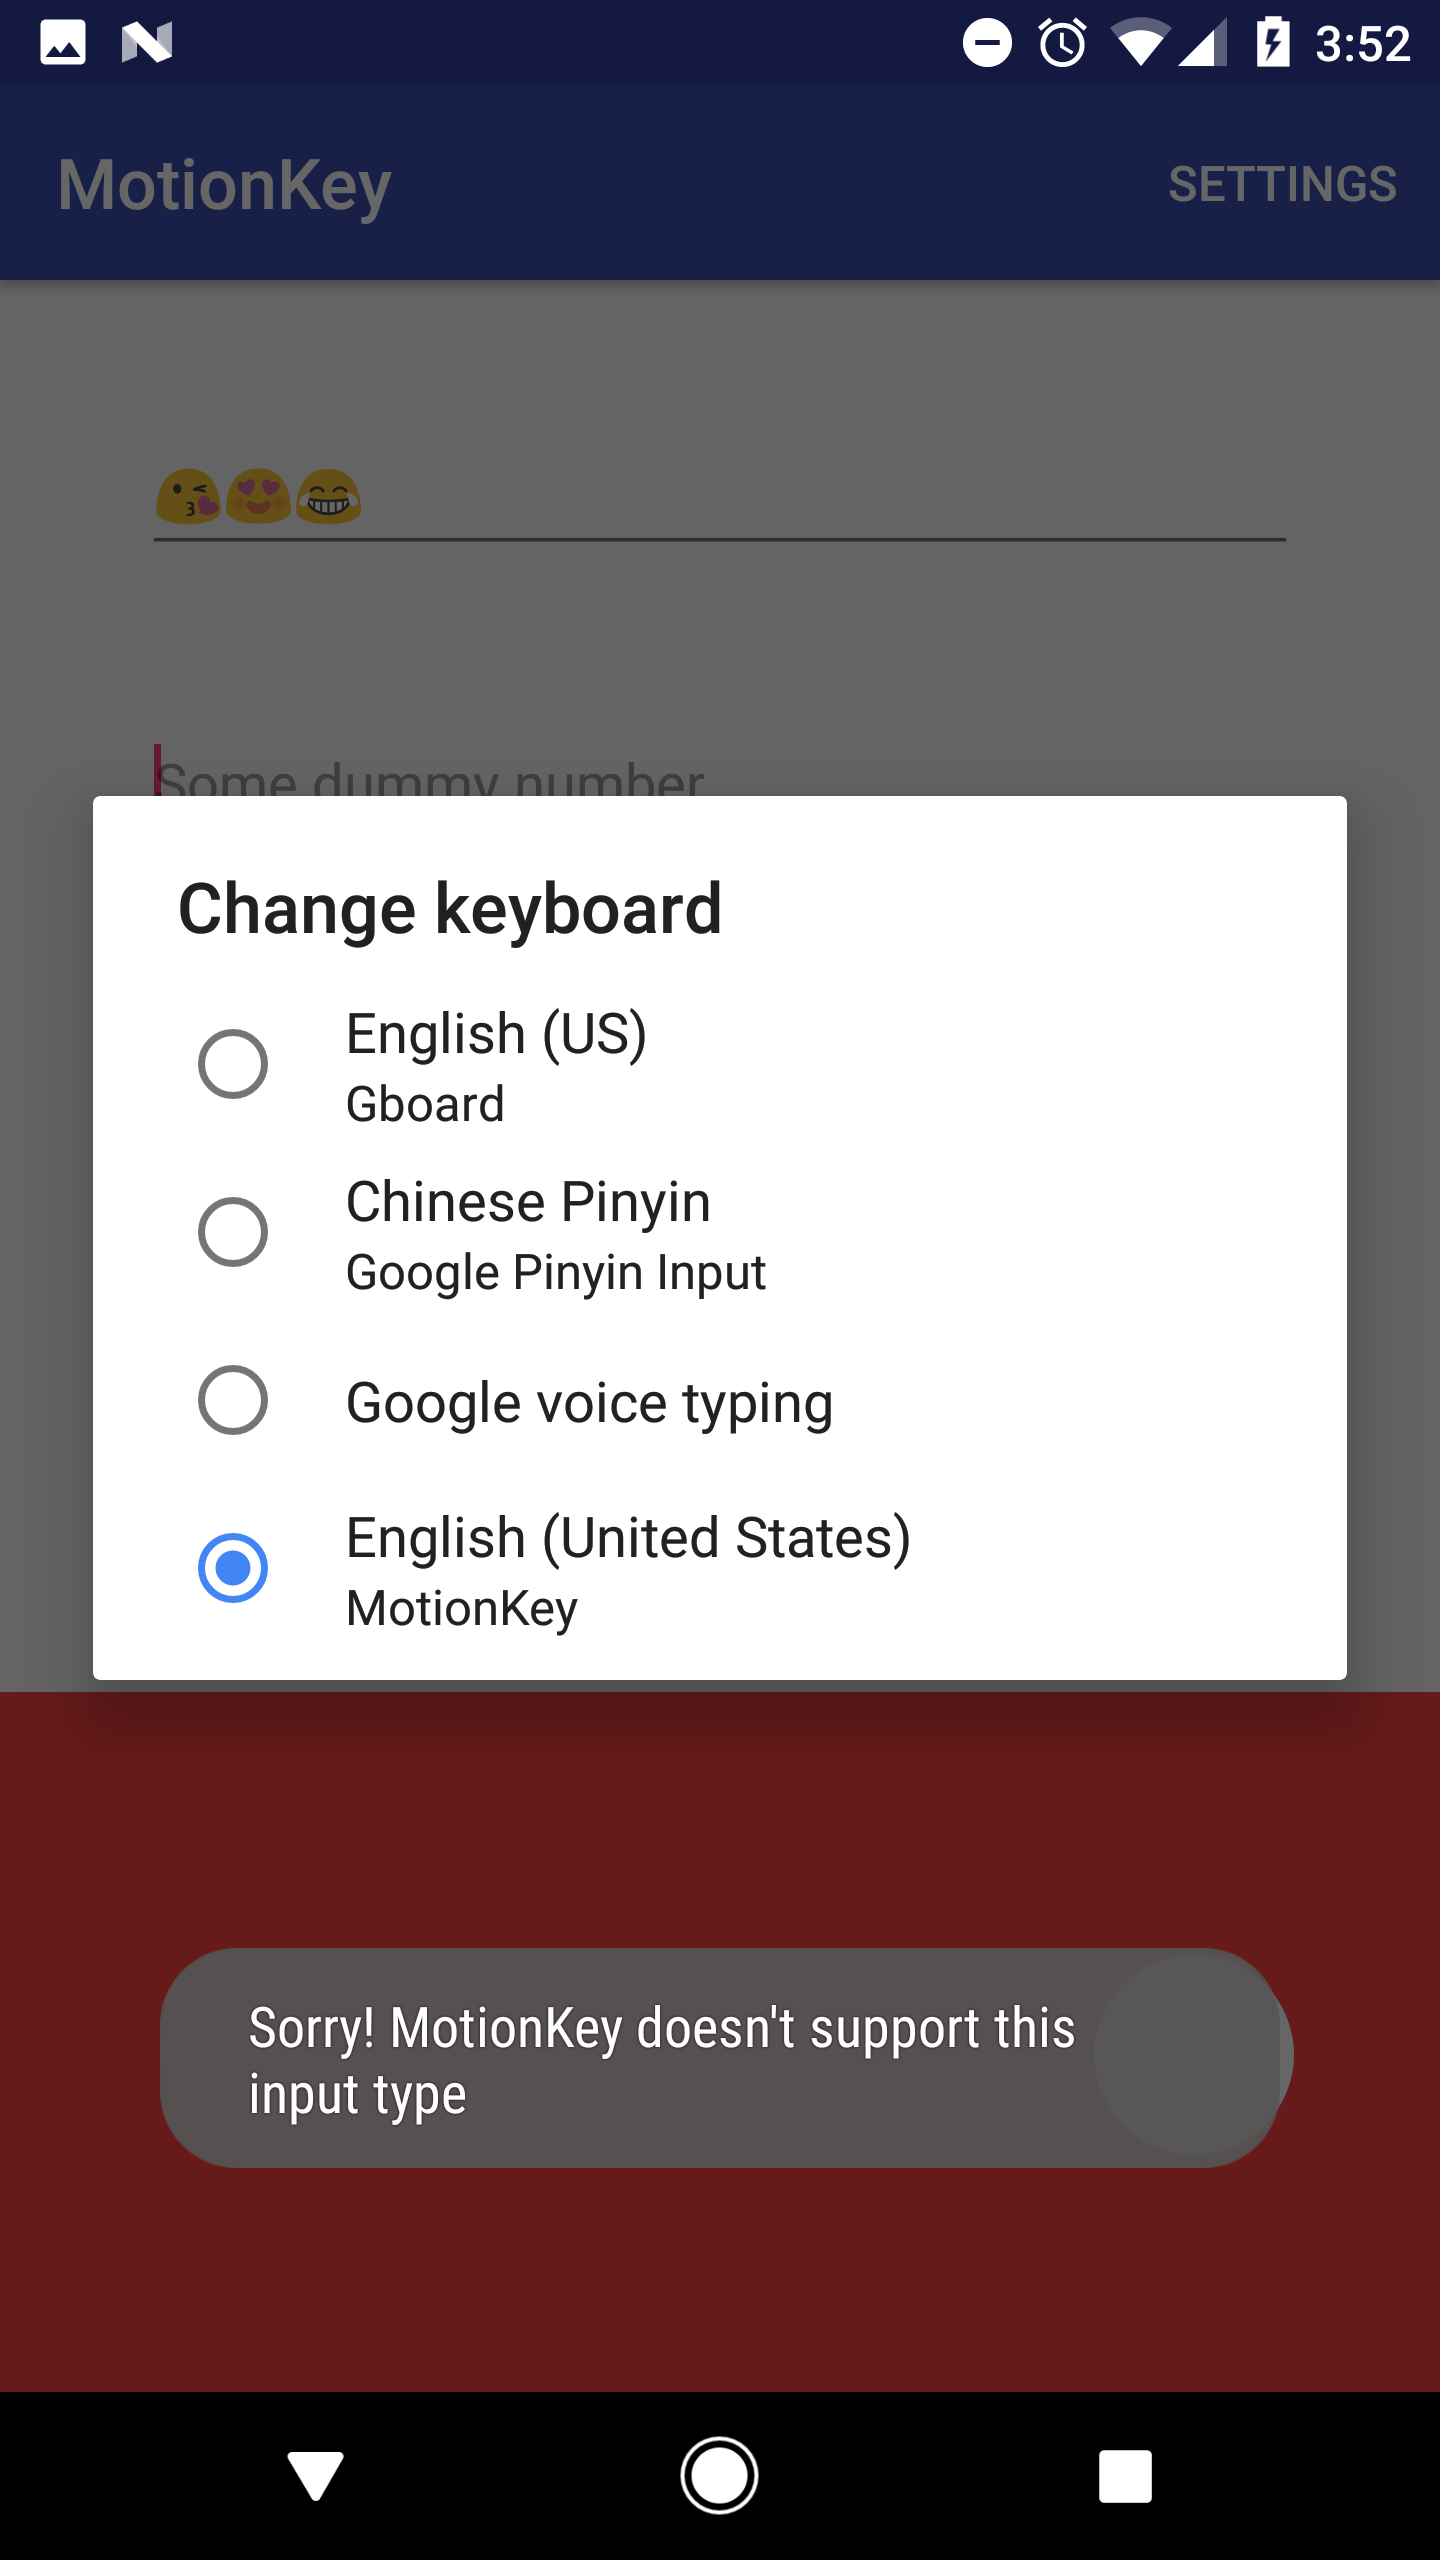 3:52
MotionKey
SETTINGS
😘😍😂
Some dummy number
Change keyboard
English (US)
Gboard
Chinese Pinyin
Google Pinyin Input
Google voice typing
English (United States)
MotionKey
Sorry! MotionKey doesn't support this
input type